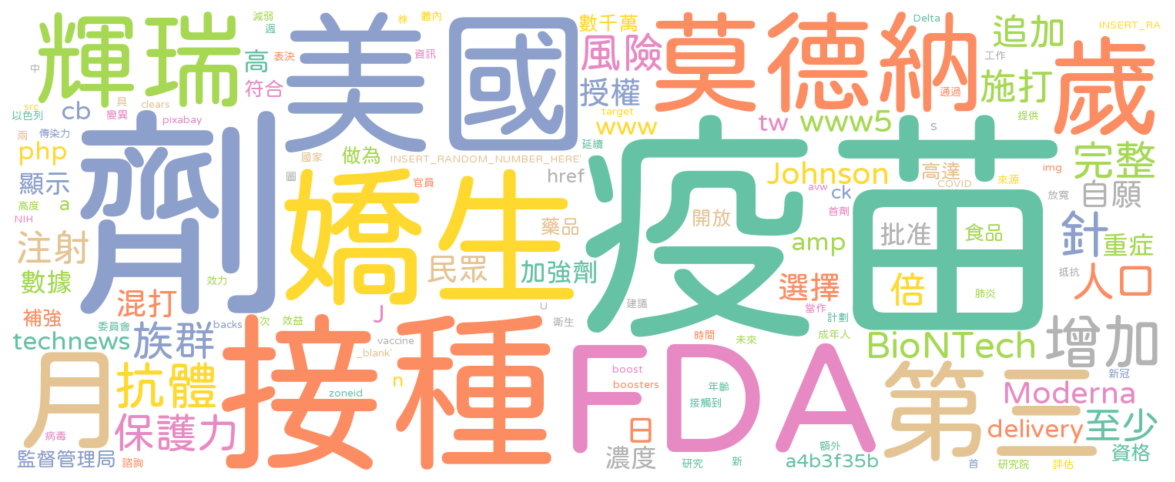 輝瑞
美國
莫德納
歲
減弱
週
株
體內
數千萬
Delta
追加
INSERT_RA
中
高
表決
資訊
風險
工作
符合
授權
施打
通過
src
以色列
cb
具
變異
clears
pixabay
target
www
tw
www5
提供
劑
疫苗
php
雨
傳染力
國家
做為
INSERT_RANDOM_NUMBER_HERE'
延續
s
完整
顯示
圖
官員
href
Johnson
高達
COVID
img
來源
放寬
自願
高度
a
NIH
嬌生
avw
ck
首劑
注射
藥品
開放
批准
食品
針
重症
數據
民眾
加強劑
amp
選擇
倍
肺炎
抵抗
人口
效力
混打
J
U
建議
當作
補強
委員會
backs
次
效益
衛生
計劃
成年人
technews
族群
vaccine
_blank'
時間
未來
BioNTech
增加
月
抗體
接種
zoneid
n
boost
boosters
FDA
年齡
接觸到
第三
新冠
Moderna
保護力
病毒
日
delivery
至少
監督管理局
諮詢
濃度
研究
新
額外
a4b3f35b
首
研究院
評估
資格